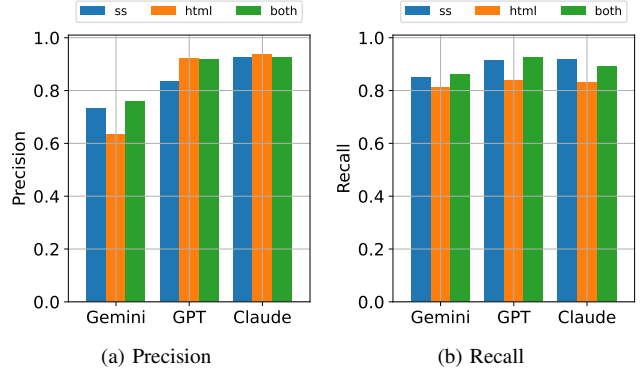 ss html both
1.0
0.8
0.6
0.4
0.2
0.0
Precision
Gemini GPT Claude
(a) Precision
ss html both
1.0
0.8
0.6
0.4
0.2
0.0
Recall
Gemini GPT Claude
(b) Recall